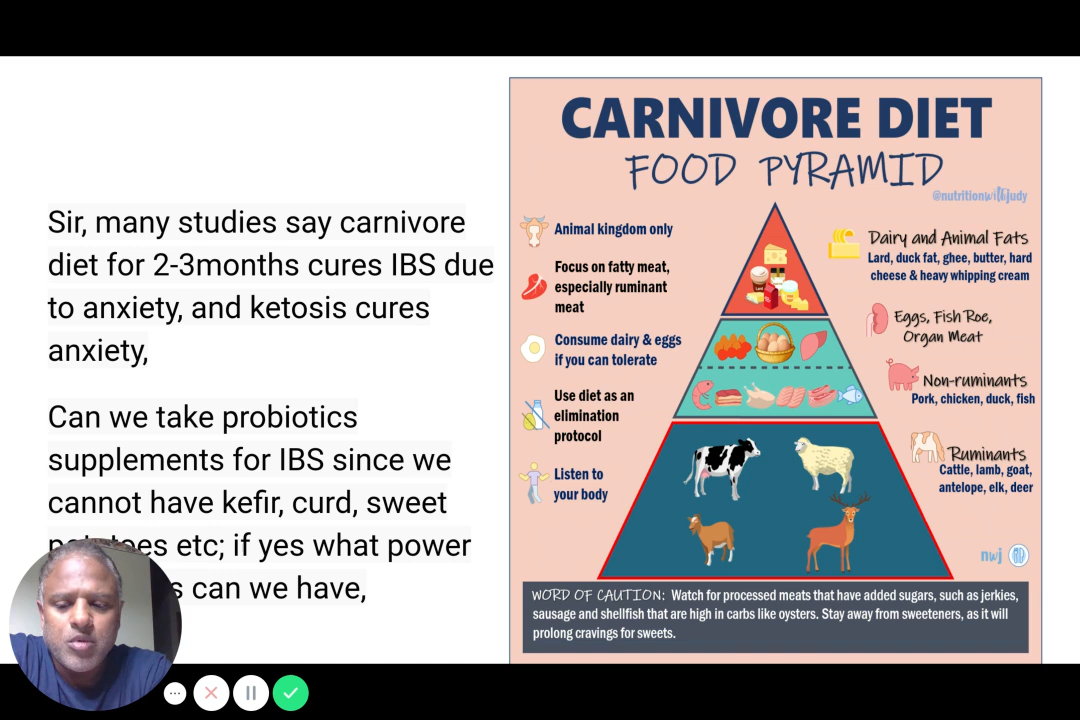 Sir, many studies say carnivore
diet for 2-3months cures IBS due
to anxiety, and ketosis cures
anxiety,
Can we take probiotics
supplements for IBS since we
cannot have kefir, curd, sweet
etc; if yes what power
can we have,
CARNIVORE DIET
FOOD PYRAMID
@nutritionwithjudy
Animal kingdom only
Focus on fatty meat,
especially ruminant
meat
Consume dairy & eggs
if you can tolerate
Use diet as an
elimination
protocol
Listen to
your body
Dairy and Animal Fats
Lard, duck fat, ghee, butter, hard
cheese & heavy whipping cream
Eggs, Fish Roe,
Organ Meat
Non-ruminants
Pork, chicken, duck, fish
Ruminants
Cattle, lamb, goat,
antelope, elk, deer
nwj
WORD OF CAUTION: Watch for processed meats that have added sugars, such as jerkies,
sausage and shellfish that are high in carbs like oysters. Stay away from sweeteners, as it will
prolong cravings for sweets.